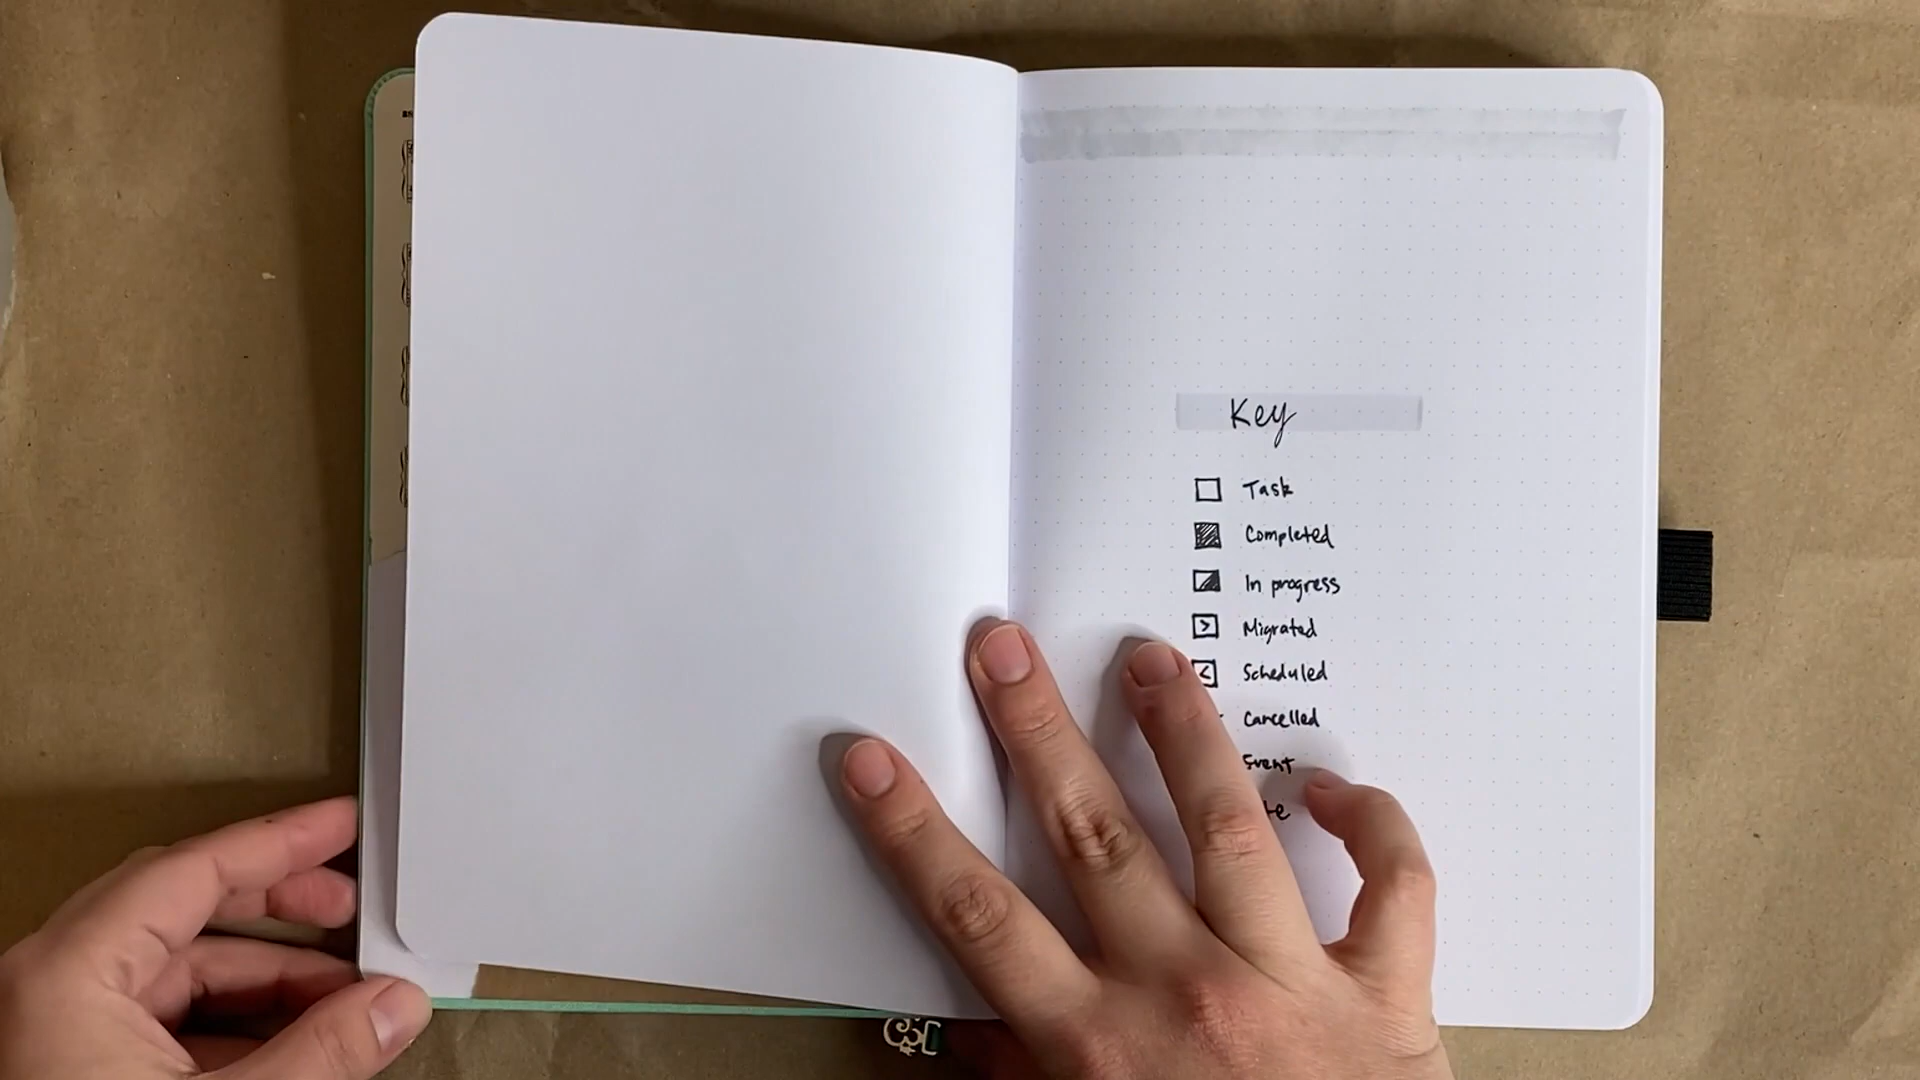 Key
Task
Completed
In progress
> Migrated
< Scheduled
Cancelled
Event